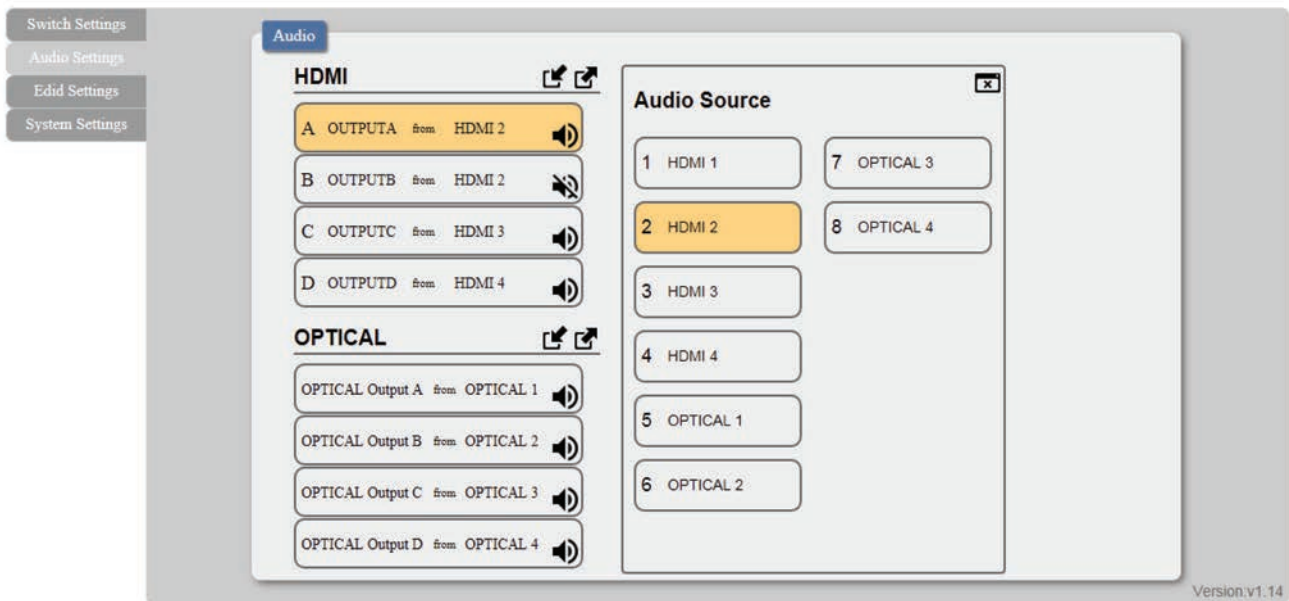 Switch Settings
Audio Settings
Edid Settings
System Settings
Audio
HDMI
A OUTPUTA from HDMI 2
B OUTPUTB from HDMI 2
C OUTPUTC from HDMI 3
D OUTPUTD from HDMI 4
OPTICAL
OPTICAL Output A from OPTICAL 1
OPTICAL Output B from OPTICAL 2
OPTICAL Output C from OPTICAL 3
OPTICAL Output D from OPTICAL 4
Audio Source
1 HDMI 1
2 HDMI 2
3 HDMI 3
4 HDMI 4
5 OPTICAL 1
6 OPTICAL 2
7 OPTICAL 3
8 OPTICAL 4
Version:v1.14